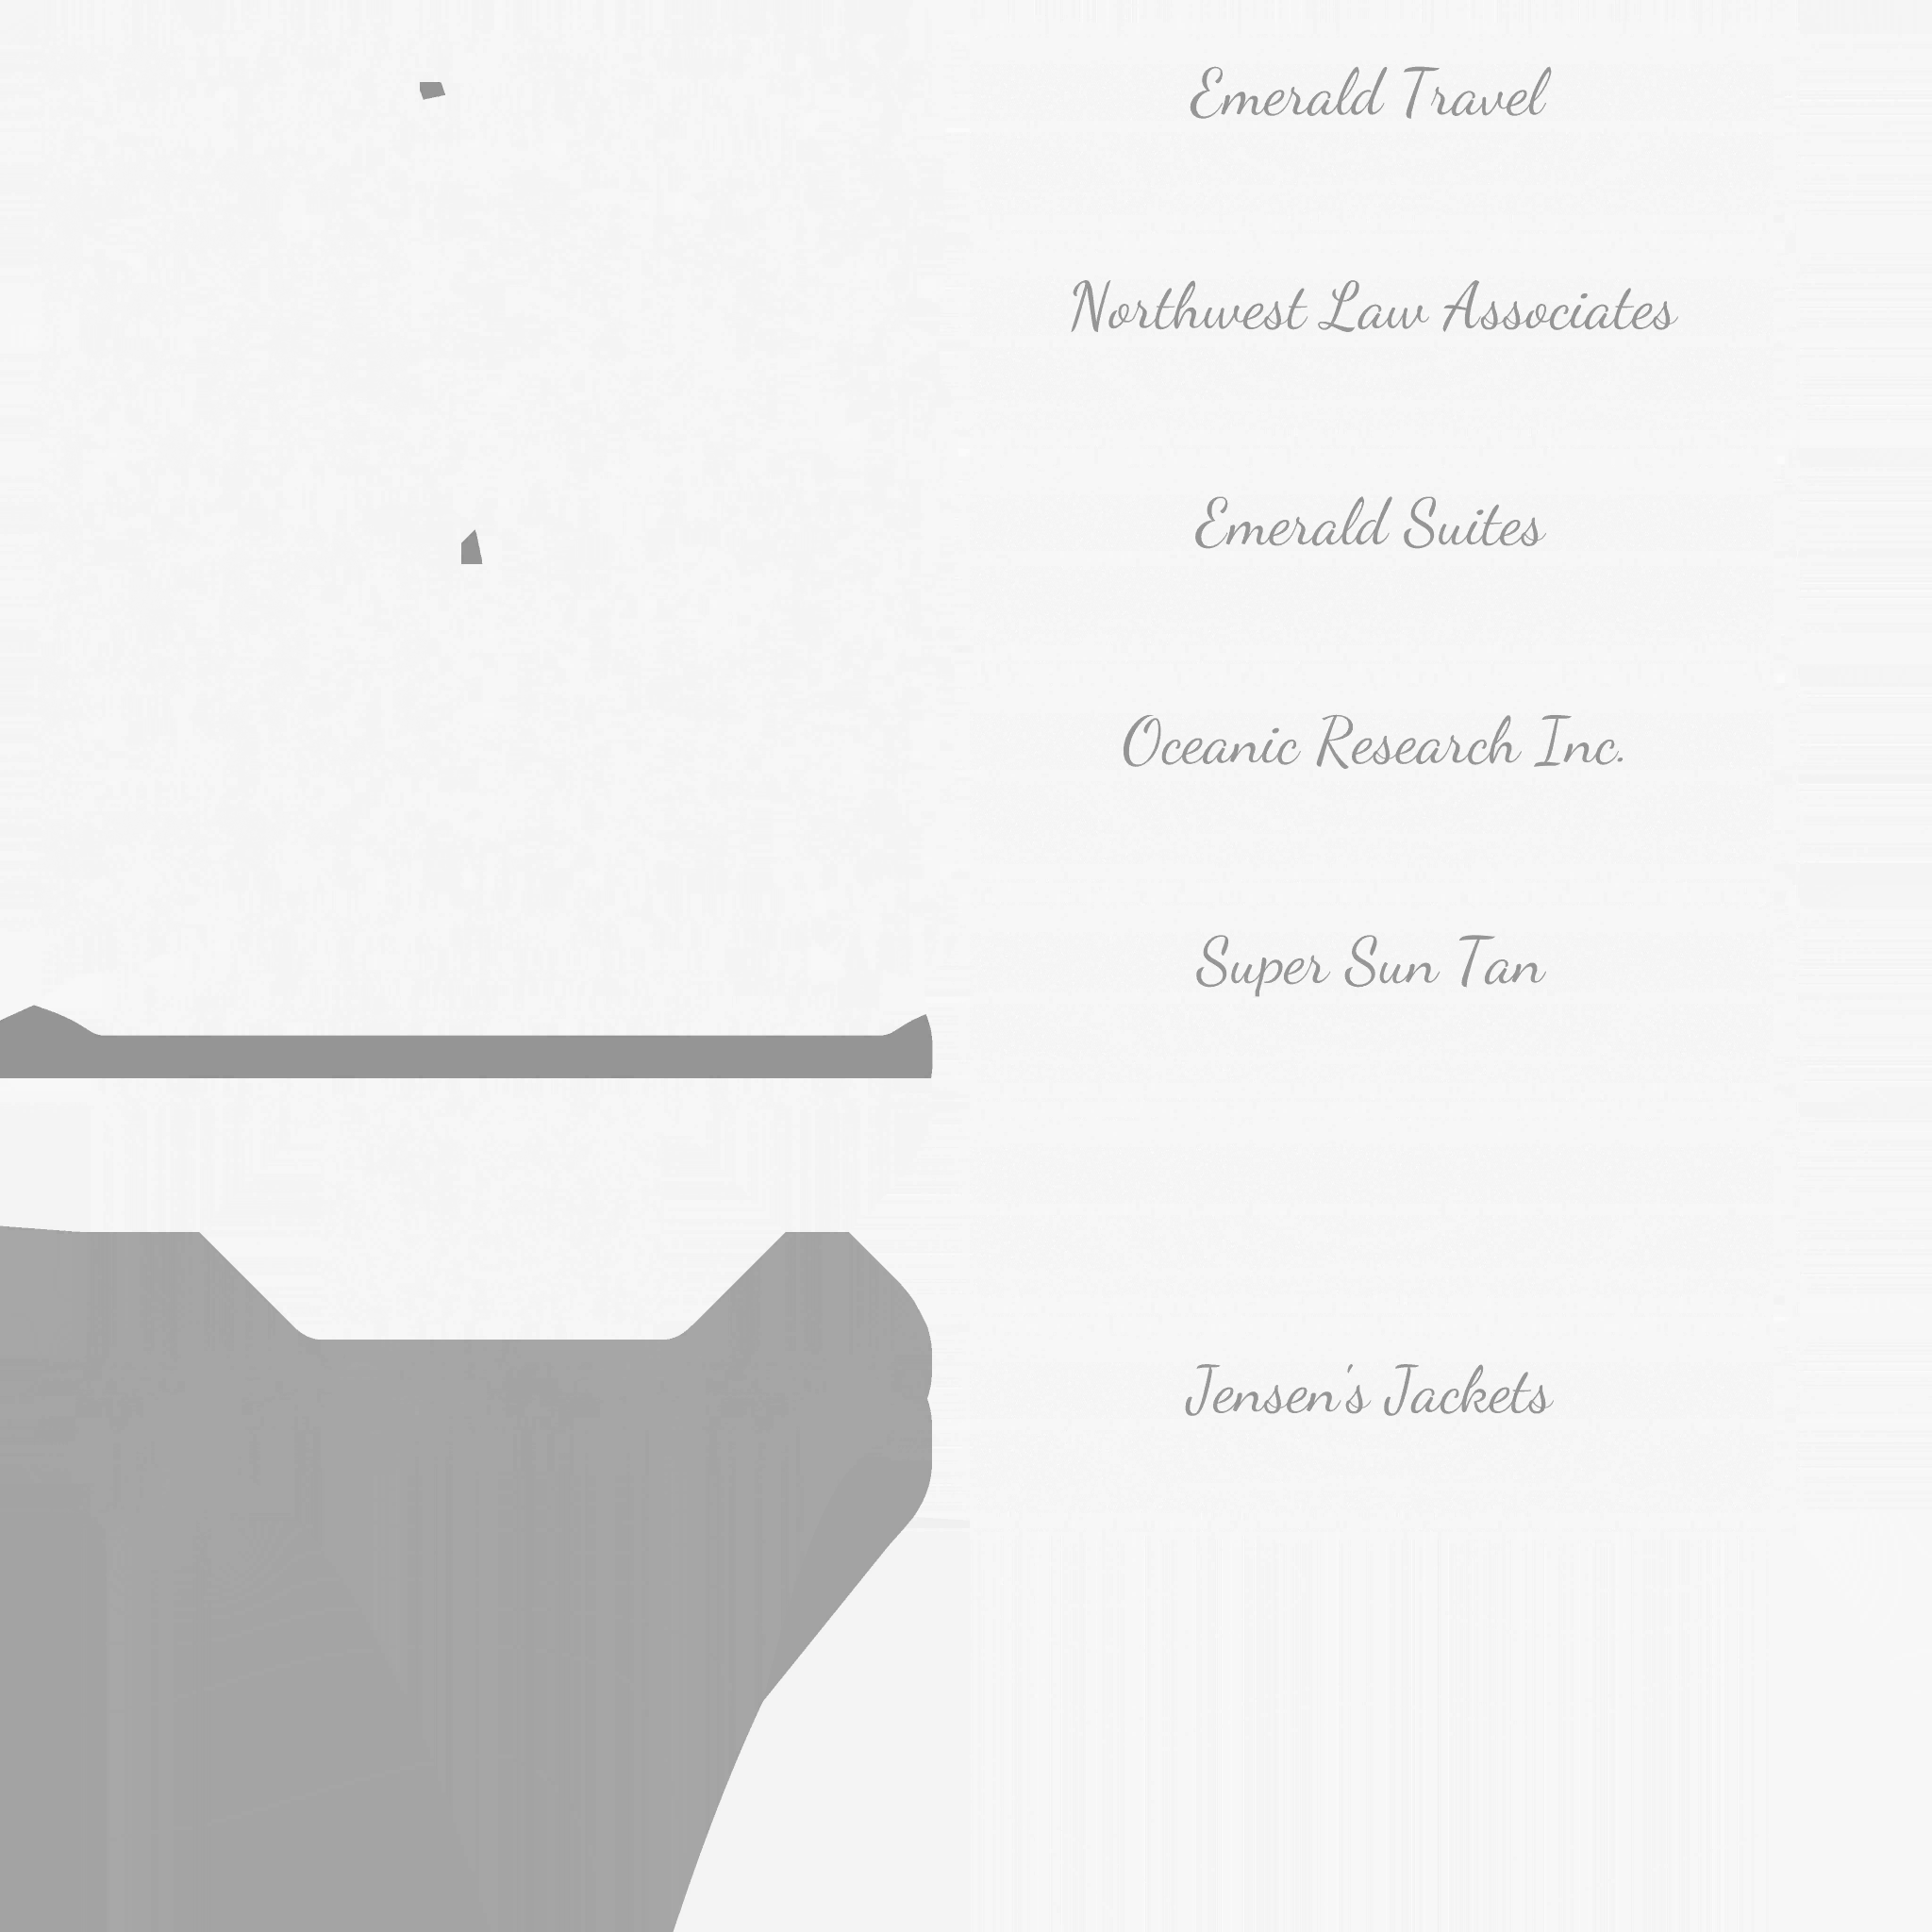 Emerald Travel
Northwest Law Associates
Emerald Suites
Oceanic Research Inc.
Super Sun Tan
Jensen's Jackets